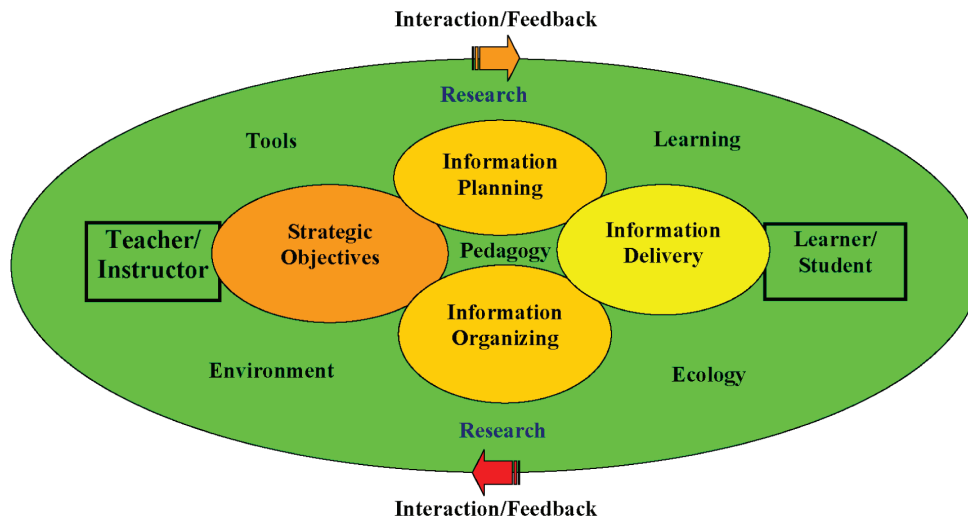 Interaction/Feedback
Research
Tools
Learning
Information
Planning
Teacher/
Instructor
Strategic
Objectives
Pedagogy
Information
Delivery
Learner/
Student
Information
Organizing
Environment
Ecology
Research
Interaction/Feedback